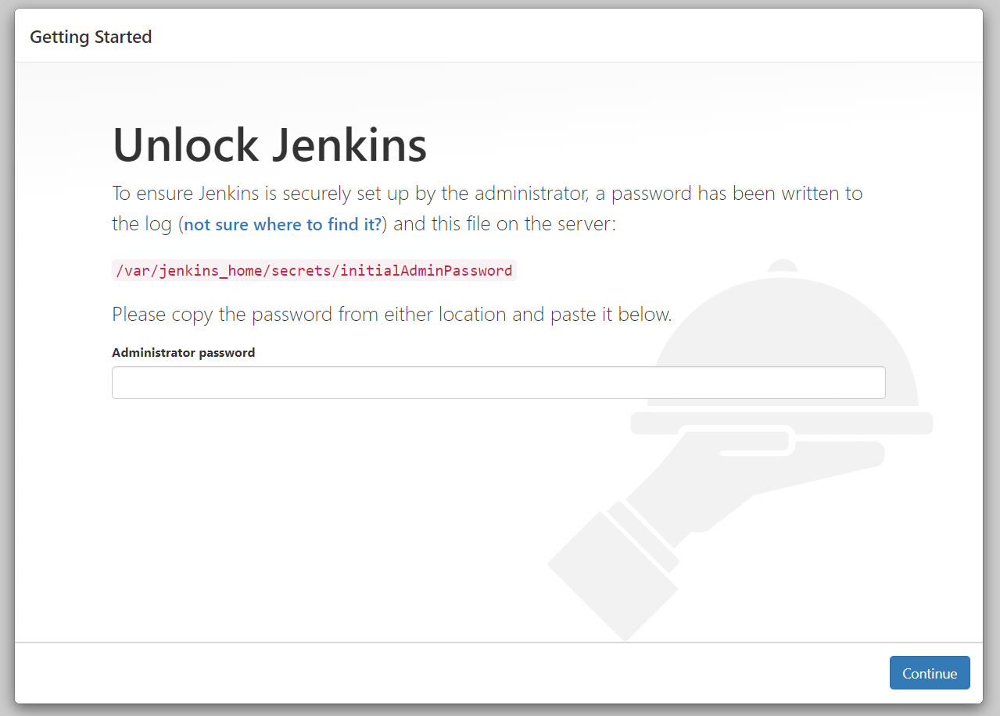 Getting Started
Unlock Jenkins
To ensure Jenkins is securely set up by the administrator, a password has been written to
the log (not sure where to find it?) and this file on the server:
/var/jenkins_home/secrets/initialAdminPassword
Please copy the password from either location and paste it below.
Administrator password
Continue